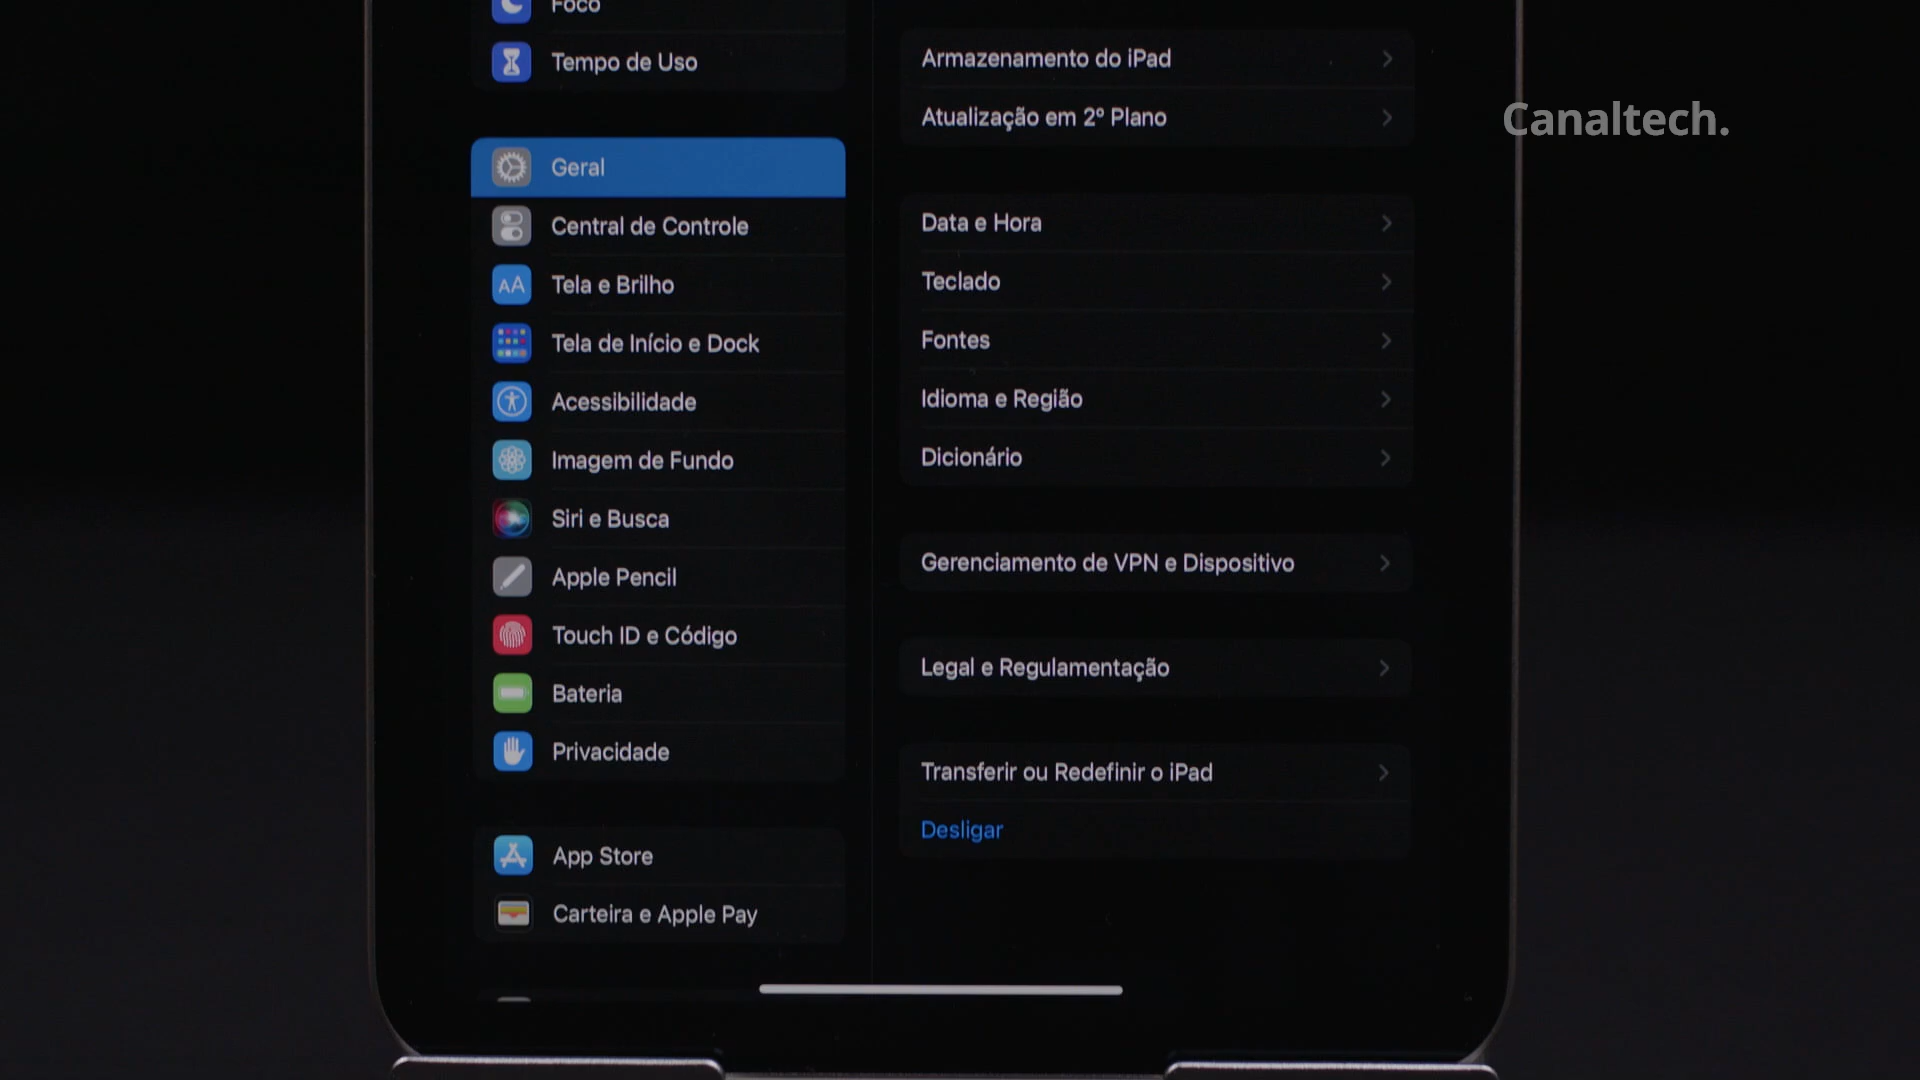 Foco
Tempo de Uso
Geral
Central de Controle
AA
Tela e Brilho
Tela de Início e Dock
Acessibilidade
Imagem de Fundo
Siri e Busca
Apple Pencil
Touch ID e Código
Bateria
Privacidade
App Store
Carteira e Apple Pay
Armazenamento do iPad
Atualização em 2º Plano
Data e Hora
Teclado
Fontes
Idioma e Região
Dicionário
Gerenciamento de VPN e Dispositivo
Legal e Regulamentação
Transferir ou Redefinir o iPad
Desligar
Canaltech.